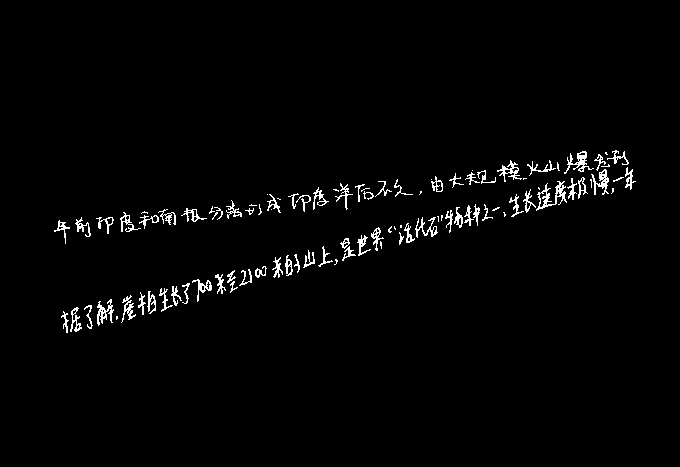 年前印度和南极分离形成印度洋后不久，由大规模火山爆发形
据了解，崖柏生长于700米至2100米的山上，是世界“活化石”物种之一，生长速度极慢，一年